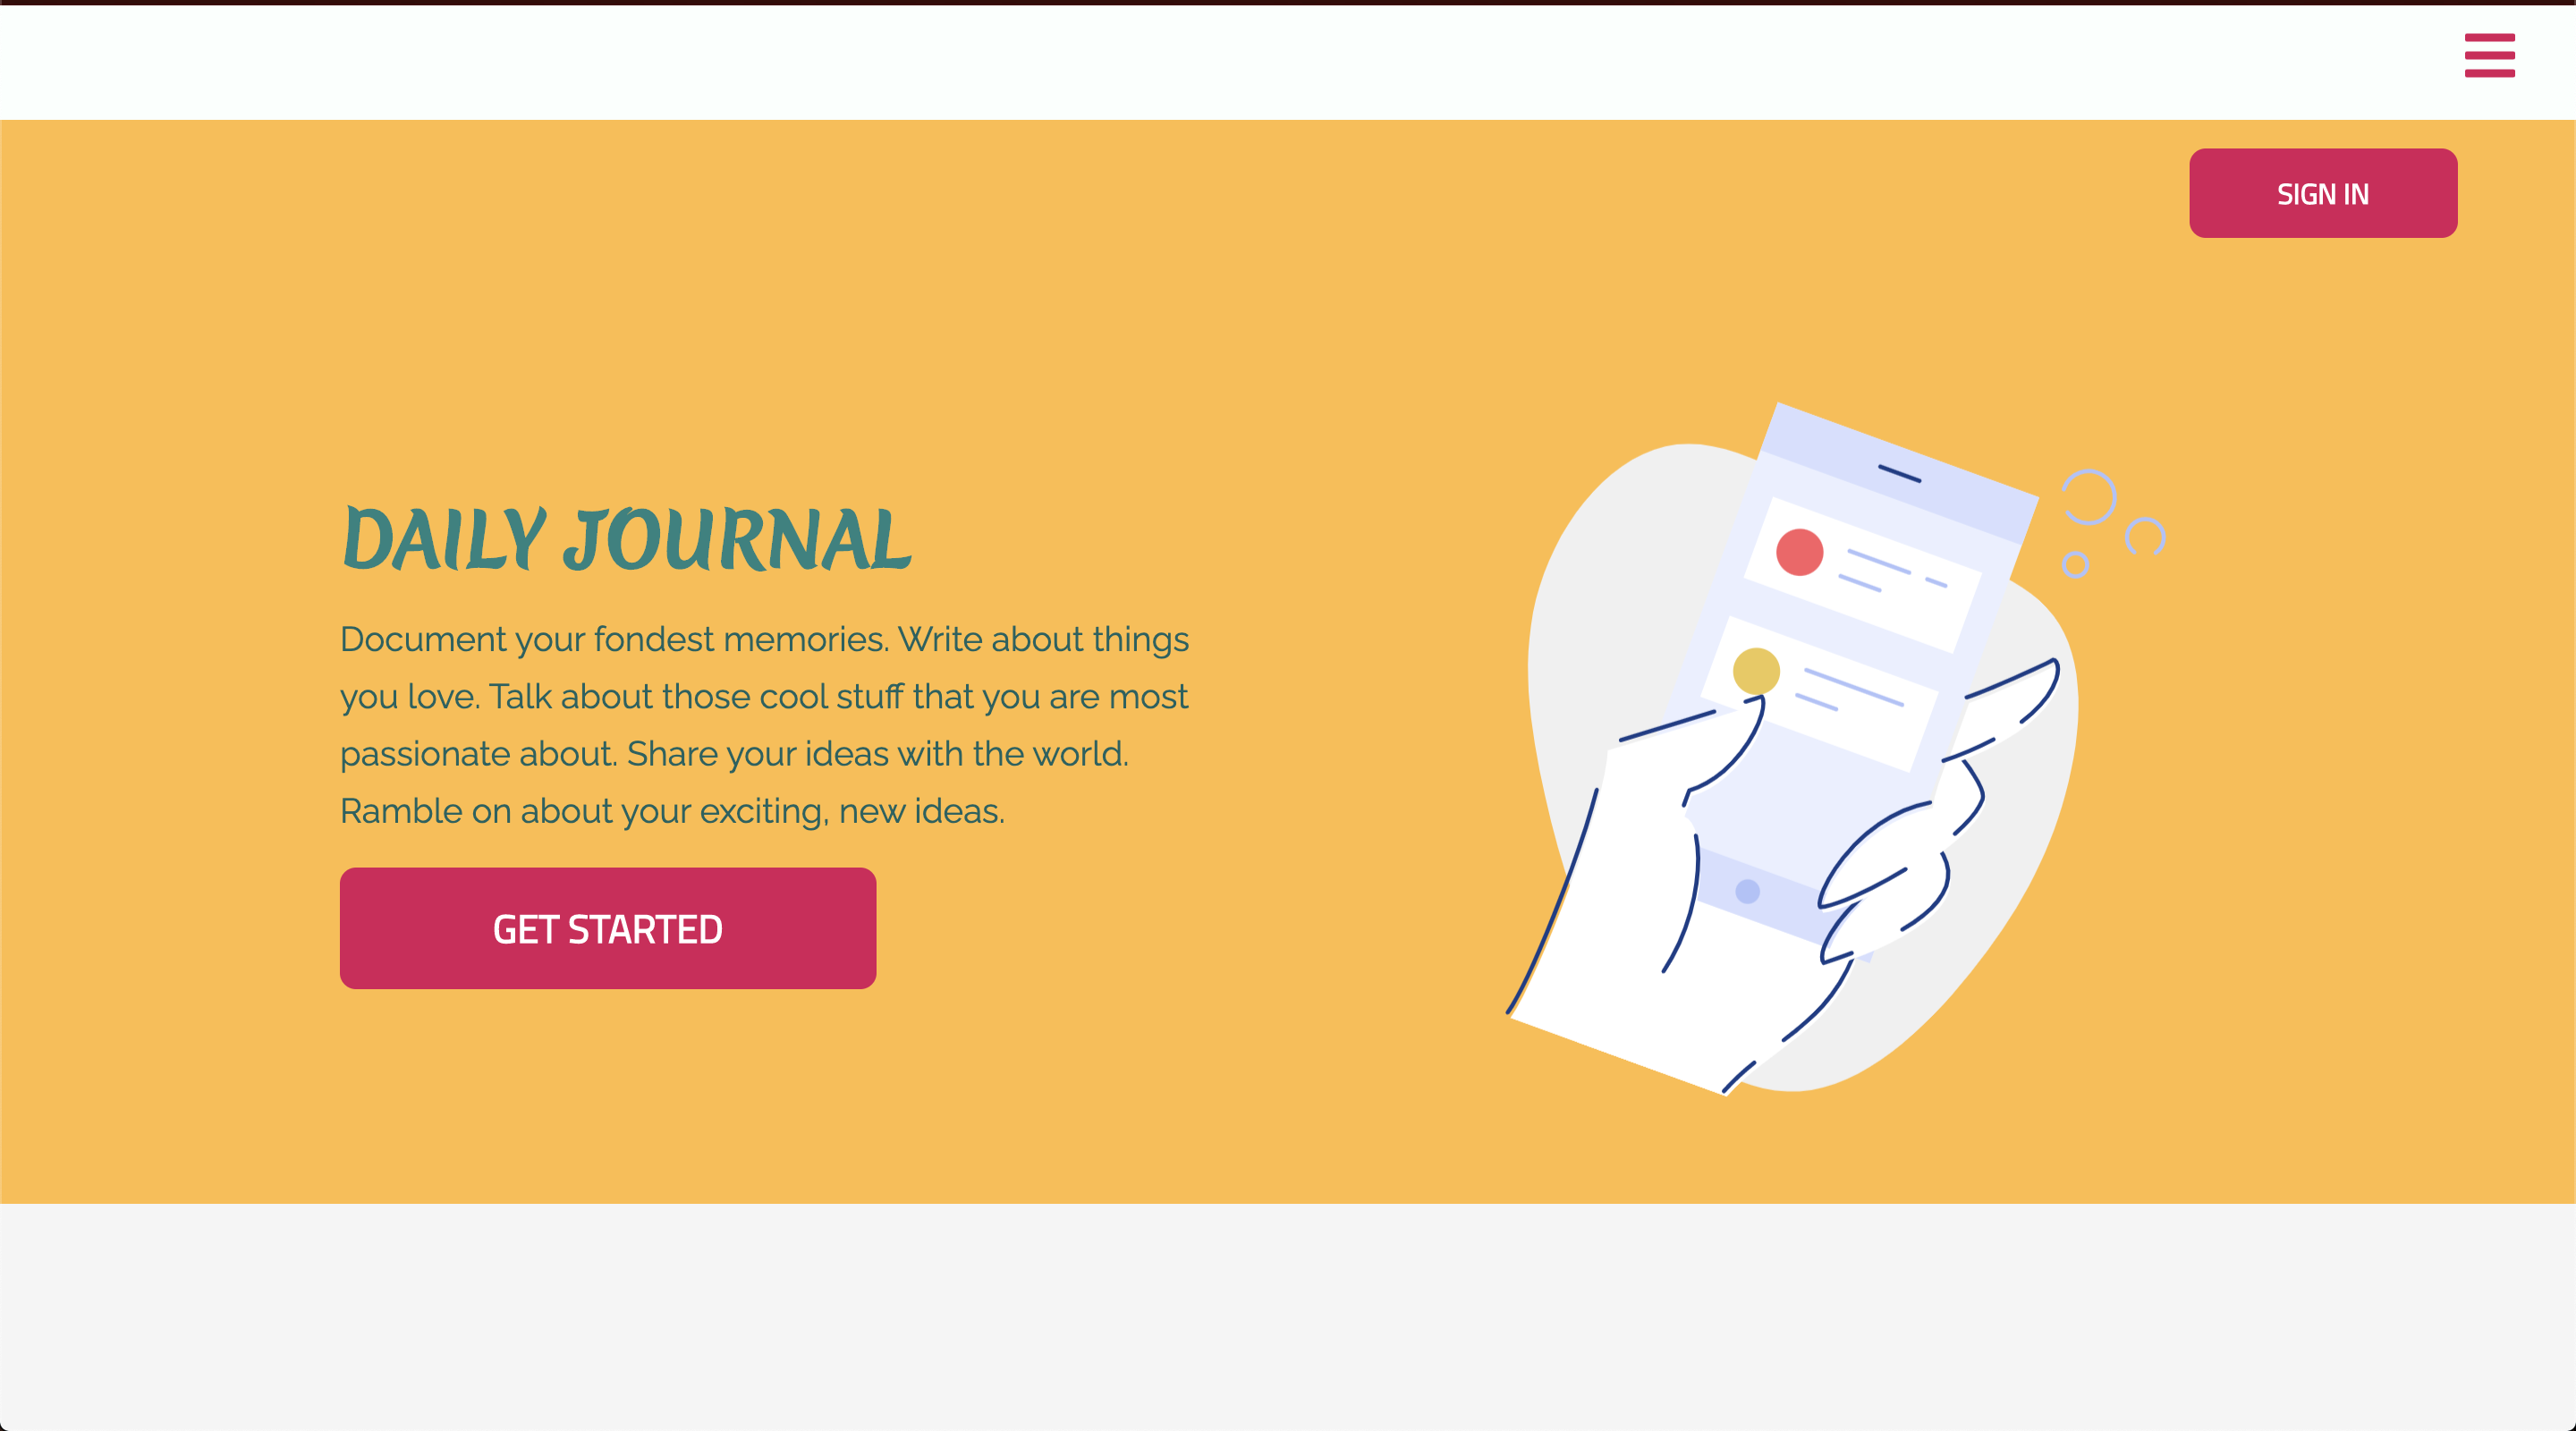 SIGN IN
DAILY JOURNAL
Document your fondest memories. Write about things
you love. Talk about those cool stuff that you are most
passionate about. Share your ideas with the world.
Ramble on about your exciting, new ideas.
GET STARTED